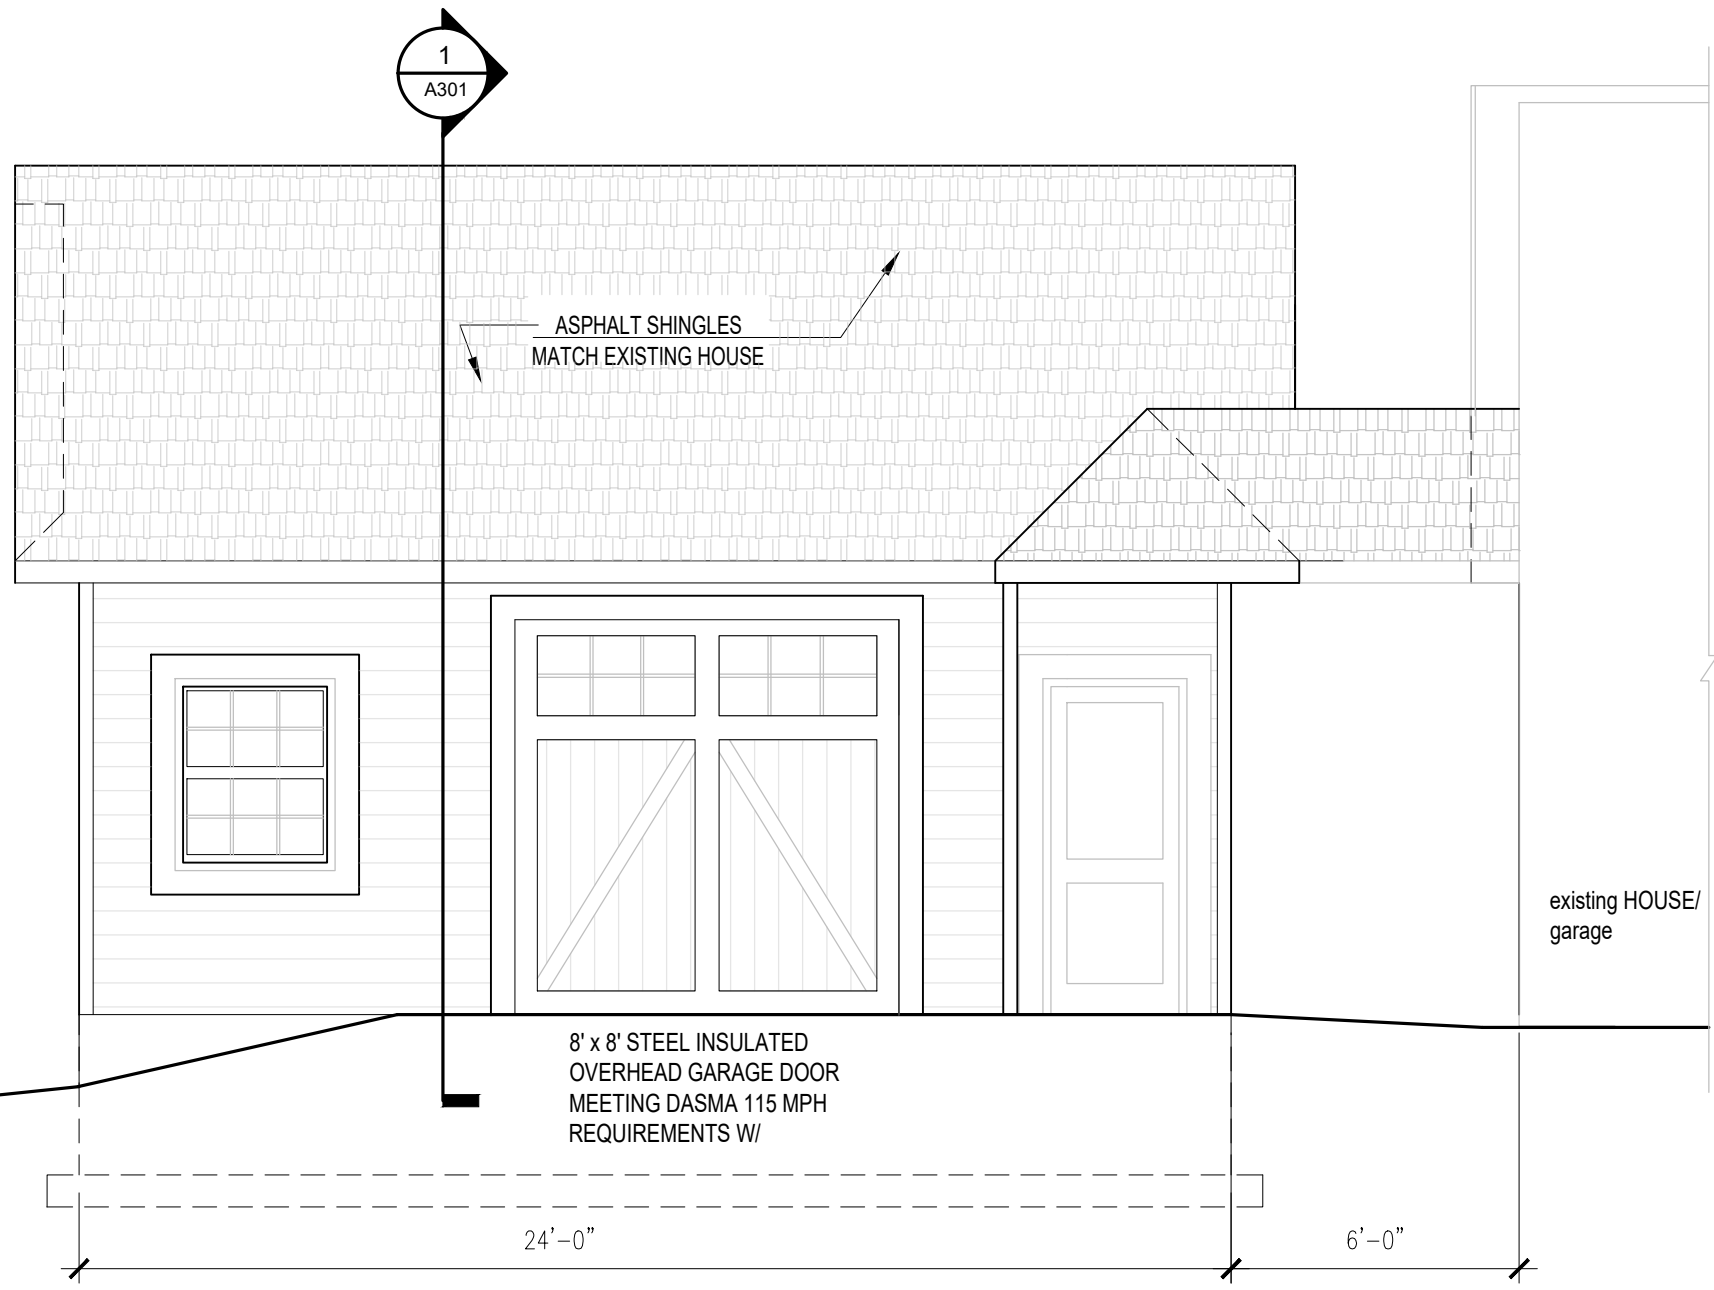 1
A301
ASPHALT SHINGLES
MATCH EXISTING HOUSE
existing HOUSE/
garage
8' x 8' STEEL INSULATED
OVERHEAD GARAGE DOOR
MEETING DASMA 115 MPH
REQUIREMENTS W/
24'-0"
6'-0"